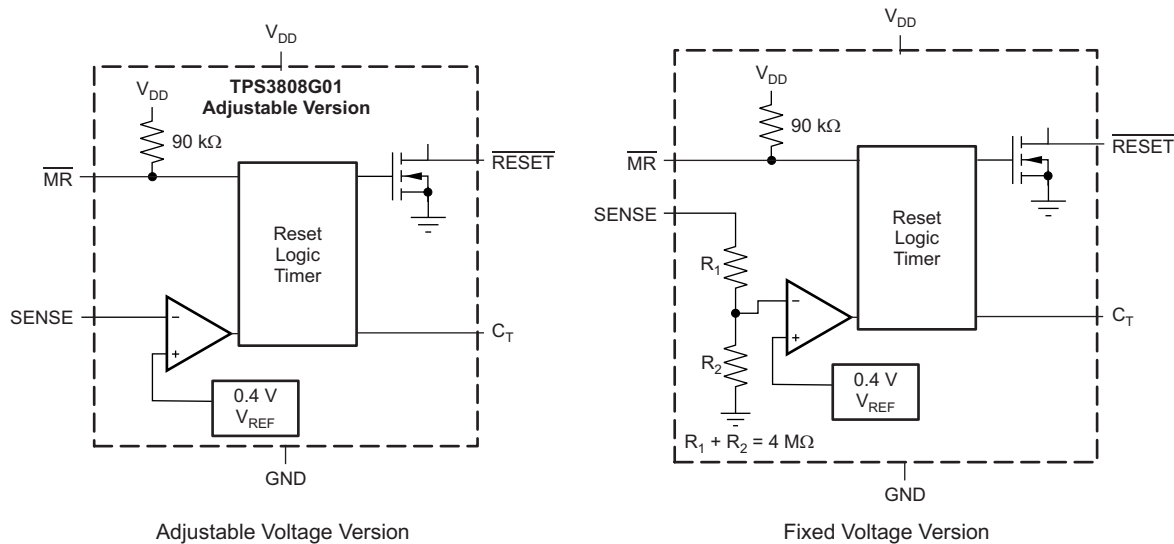 V_DD
TPS3808G01
Adjustable Version
V_DD
90 kΩ
MR
RESET
Reset
Logic
Timer
SENSE
−
+
C_T
0.4 V
V_REF
GND
Adjustable Voltage Version
V_DD
V_DD
90 kΩ
MR
RESET
SENSE
Reset
Logic
Timer
R_1
−
+
C_T
R_2
0.4 V
V_REF
R_1 + R_2 = 4 MΩ
GND
Fixed Voltage Version